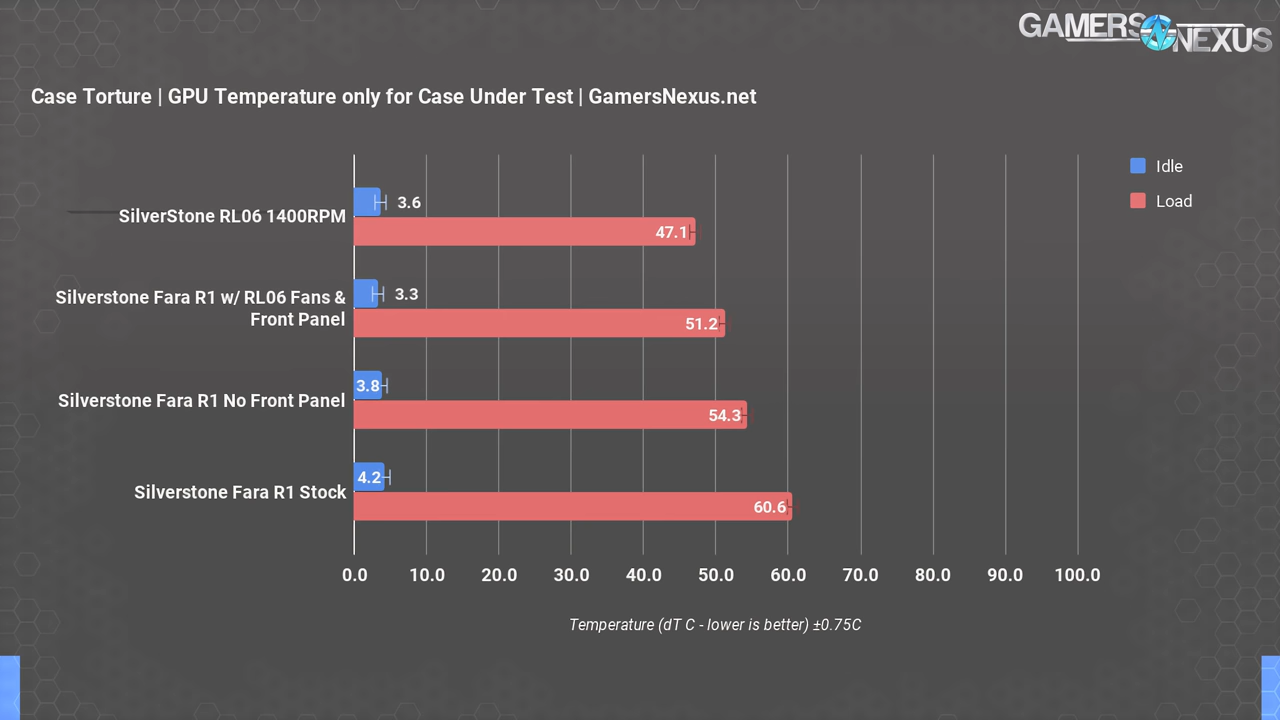 GAMERS NEXUS
Case Torture | GPU Temperature only for Case Under Test | GamersNexus.net
Idle
Load
SilverStone RL06 1400RPM
3.6
47.1
Silverstone Fara R1 w/ RL06 Fans &
Front Panel
3.3
51.2
Silverstone Fara R1 No Front Panel
3.8
54.3
Silverstone Fara R1 Stock
4.2
60.6
0.0 10.0 20.0 30.0 40.0 50.0 60.0 70.0 80.0 90.0 100.0
Temperature (dT C - lower is better) ±0.75C